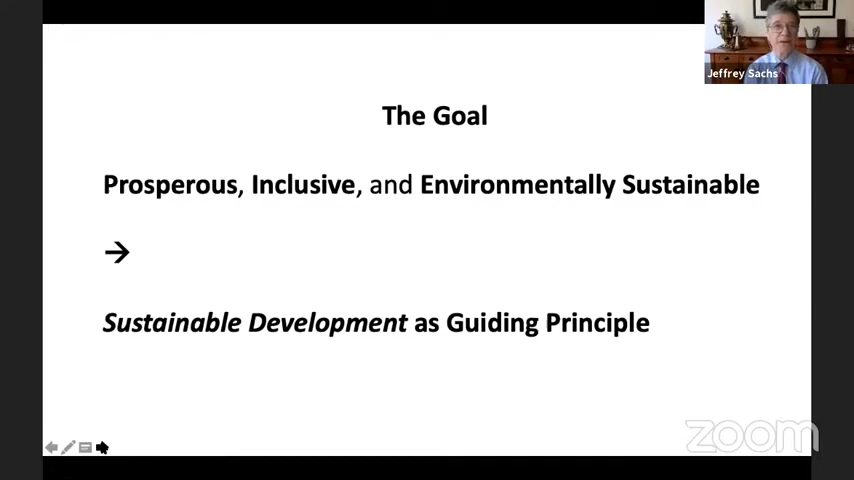 Jeffrey Sachs
The Goal
Prosperous, Inclusive, and Environmentally Sustainable
→
Sustainable Development as Guiding Principle
zoom